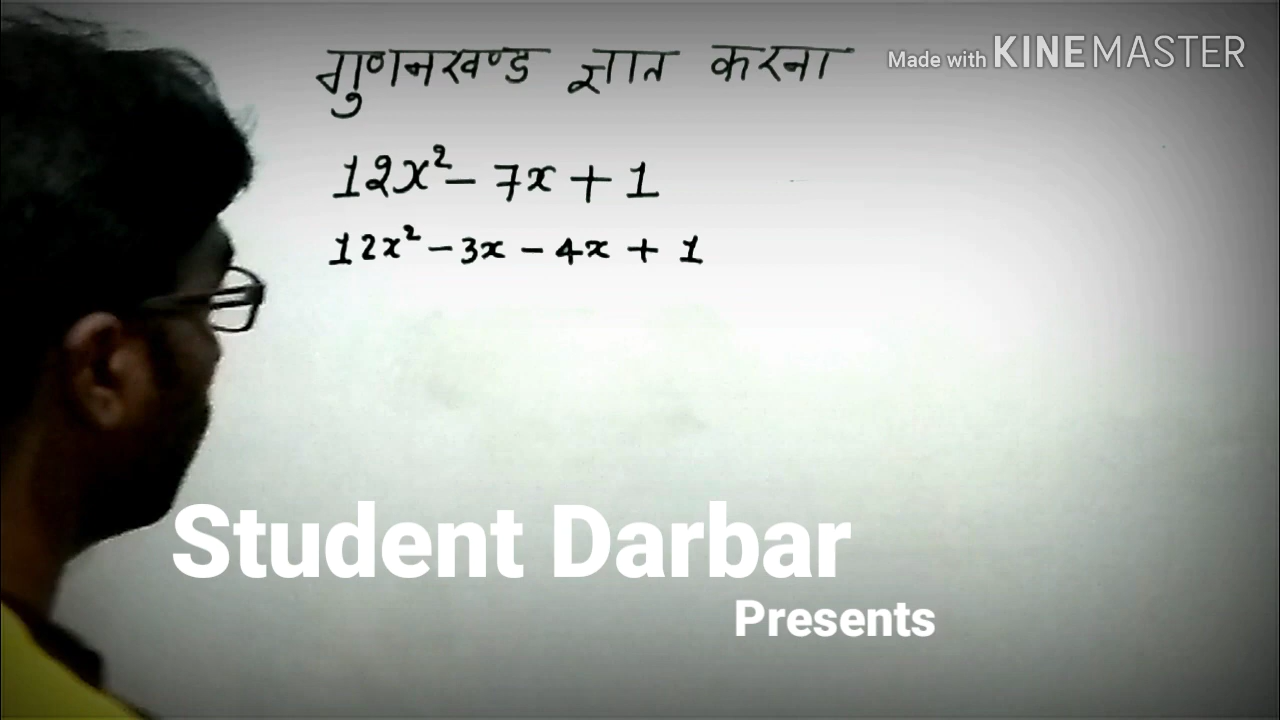 गुणनखण्ड ज्ञात करना
Made with KINEMASTER
12x² - 7x + 1
12x² - 3x - 4x + 1
Student Darbar
Presents